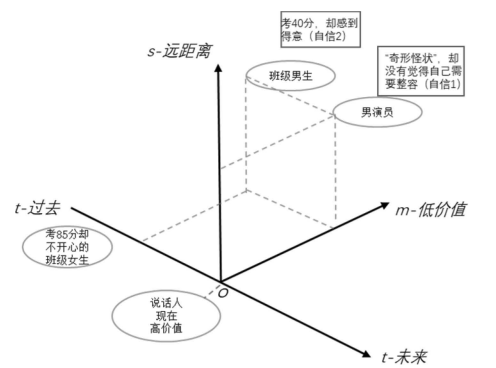 考40分，却感到
得意（自信2）
s-远距离
“奇形怪状”，却
没有觉得自己需
要整容（自信1）
班级男生
男演员
t-过去
m-低价值
考85分却
不开心的
班级女生
O
说话人
现在
高价值
t-未来